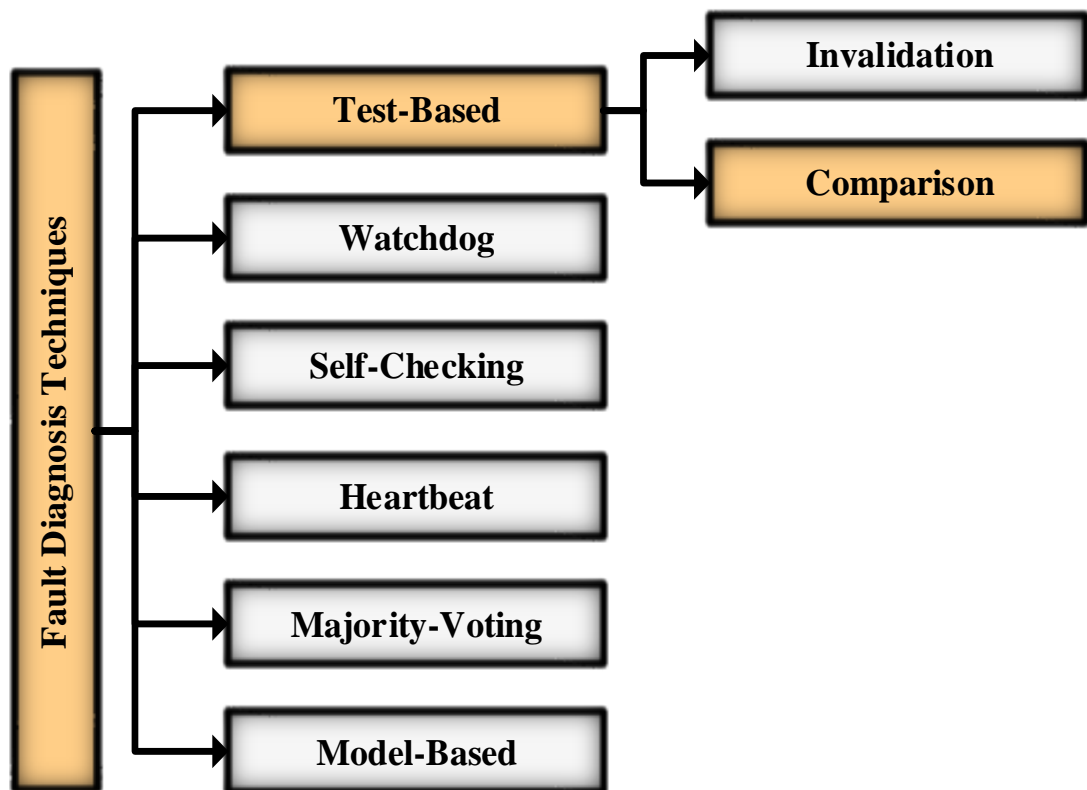 Fault Diagnosis Techniques
Test-Based
Invalidation
Comparison
Watchdog
Self-Checking
Heartbeat
Majority-Voting
Model-Based